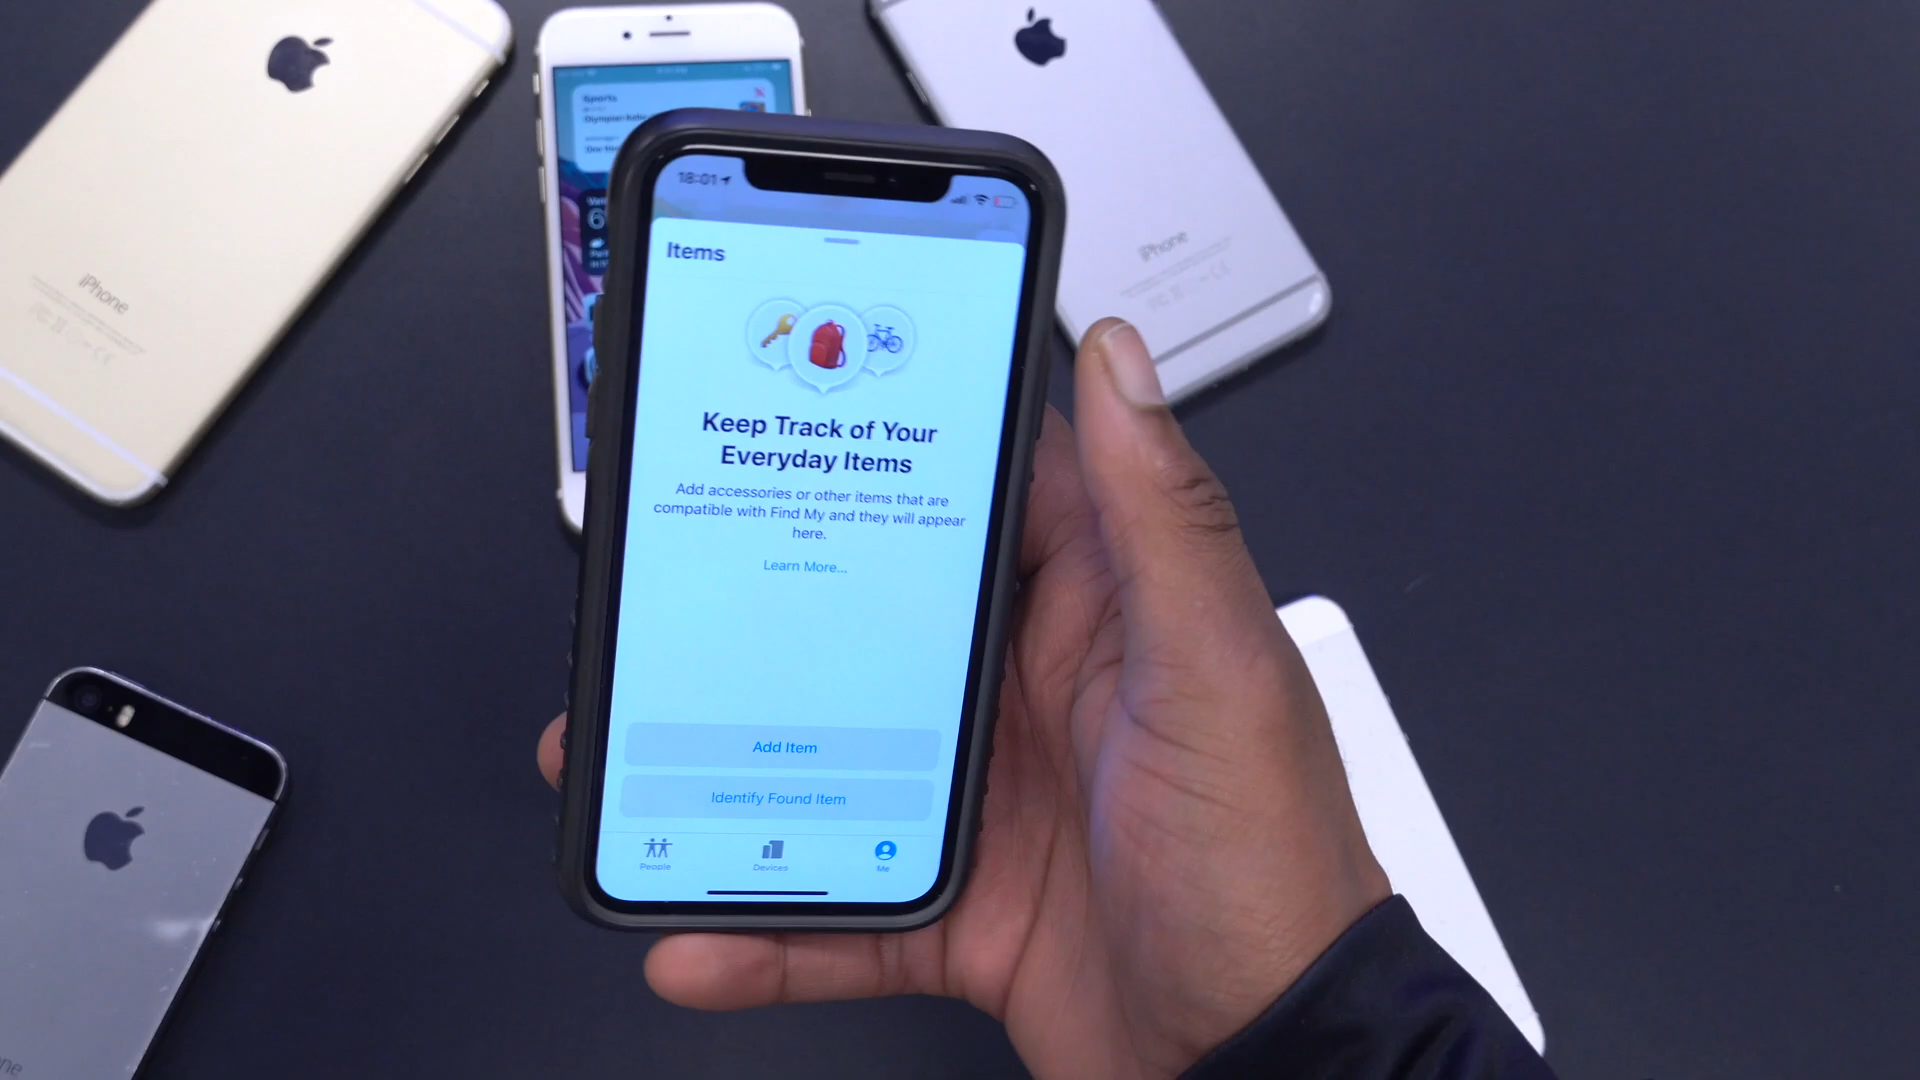 Sports
18:01
Items
Keep Track of Your
Everyday Items
Add accessories or other items that are
compatible with Find My and they will appear
here.
Learn More...
Add Item
Identify Found Item
People
Devices
Me
iPhone
iPhone